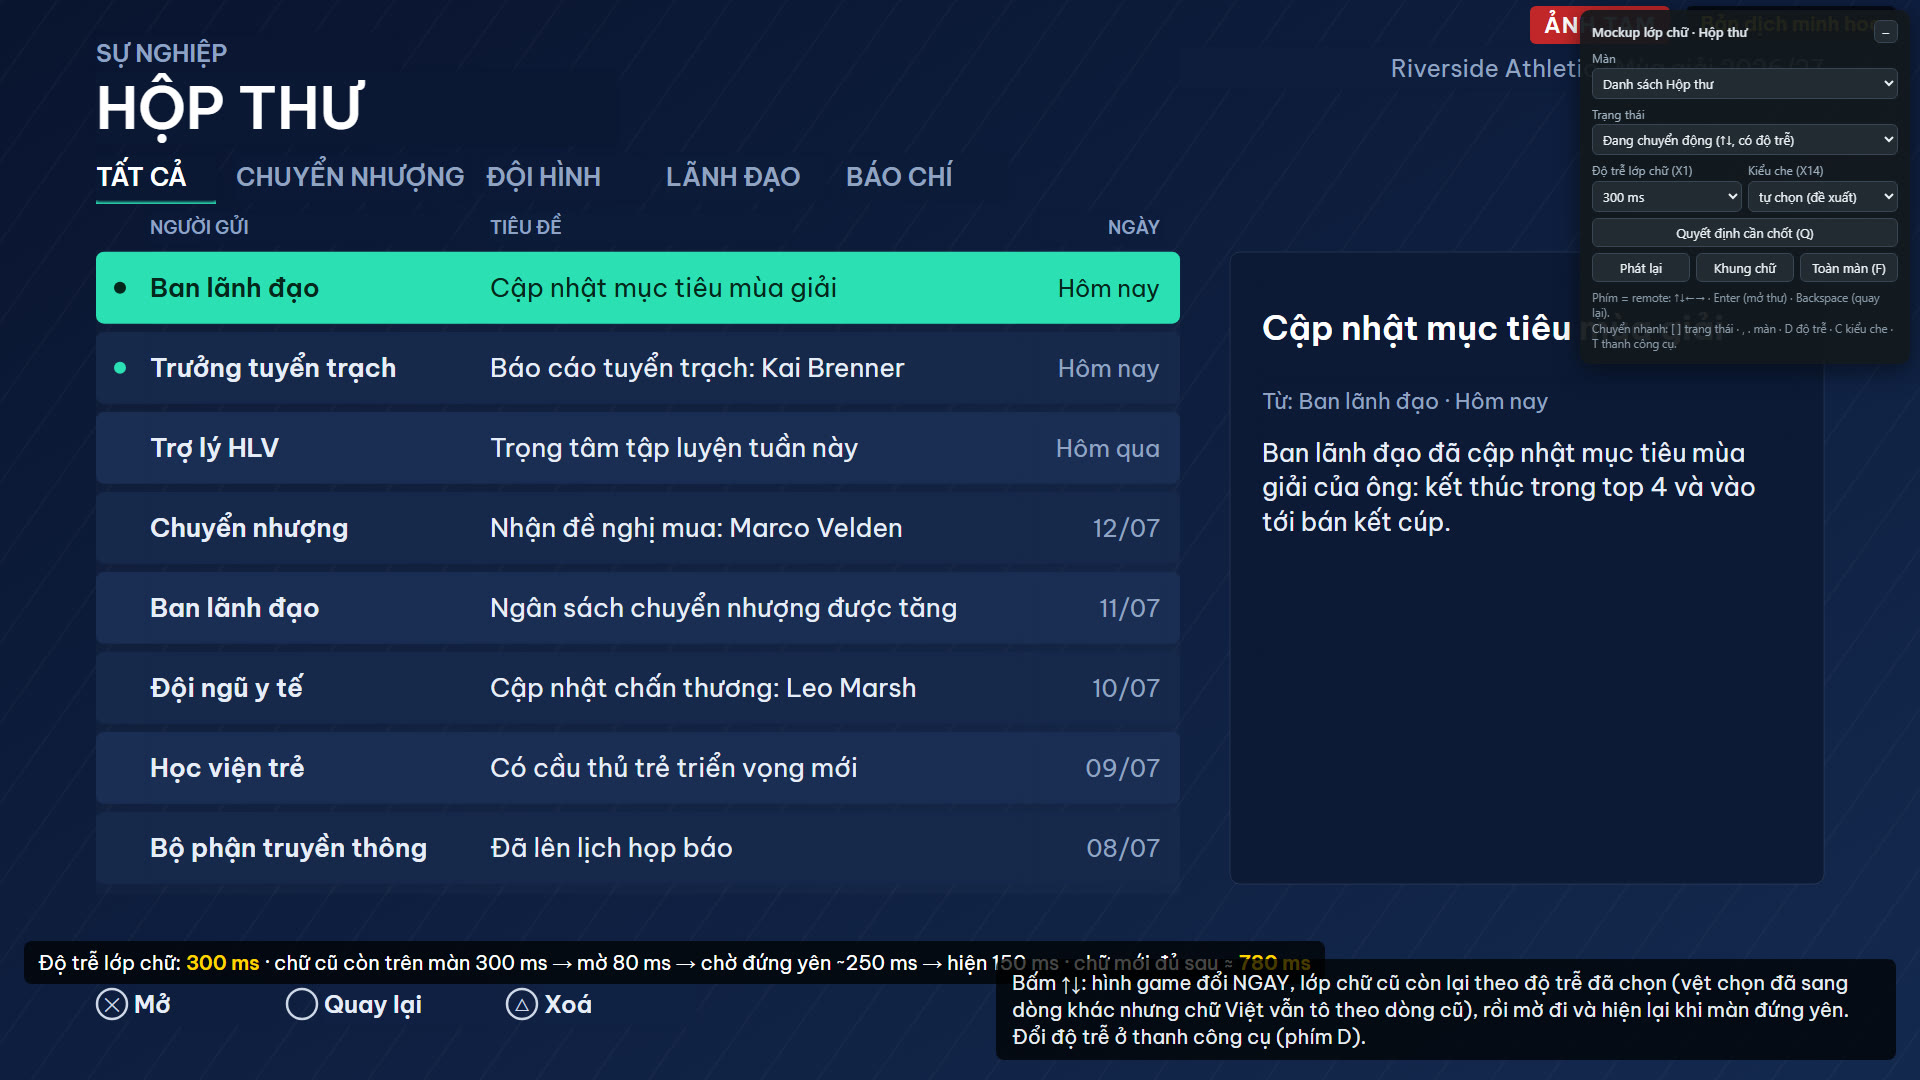 SỰ NGHIỆP
HỘP THƯ
Riverside Athletic
TẤT CẢ
CHUYỂN NHƯỢNG
ĐỘI HÌNH
LÃNH ĐẠO
BÁO CHÍ
NGƯỜI GỬI
TIÊU ĐỀ
NGÀY
Ban lãnh đạo
Cập nhật mục tiêu mùa giải
Hôm nay
Trưởng tuyển trạch
Báo cáo tuyển trạch: Kai Brenner
Hôm nay
Trợ lý HLV
Trọng tâm tập luyện tuần này
Hôm qua
Chuyển nhượng
Nhận đề nghị mua: Marco Velden
12/07
Ban lãnh đạo
Ngân sách chuyển nhượng được tăng
11/07
Đội ngũ y tế
Cập nhật chấn thương: Leo Marsh
10/07
Học viện trẻ
Có cầu thủ trẻ triển vọng mới
09/07
Bộ phận truyền thông
Đã lên lịch họp báo
08/07
Cập nhật mục tiêu mùa giải
Từ: Ban lãnh đạo · Hôm nay
Ban lãnh đạo đã cập nhật mục tiêu mùa
giải của ông: kết thúc trong top 4 và vào
tới bán kết cúp.
Mockup lớp chữ · Hộp thư
–
Màn
Danh sách Hộp thư
Trạng thái
Đang chuyển động (↑↓, có độ trễ)
Độ trễ lớp chữ (X1)
Kiểu che (X14)
300 ms
tự chọn (đề xuất)
Quyết định cần chốt (Q)
Phát lại
Khung chữ
Toàn màn (F)
Phím = remote: ↑↓←→ · Enter (mở thư) · Backspace (quay
lại).
Chuyển nhanh: [ ] trạng thái · , . màn · D độ trễ · C kiểu che ·
T thanh công cụ.
Độ trễ lớp chữ: 300 ms · chữ cũ còn trên màn 300 ms → mờ 80 ms → chờ đứng yên ~250 ms → hiện 150 ms · chữ mới đủ sau ≈ 780 ms
Mở
Quay lại
Xoá
Bấm ↑↓: hình game đổi NGAY, lớp chữ cũ còn lại theo độ trễ đã chọn (vệt chọn đã sang
dòng khác nhưng chữ Việt vẫn tô theo dòng cũ), rồi mờ đi và hiện lại khi màn đứng yên.
Đổi độ trễ ở thanh công cụ (phím D).